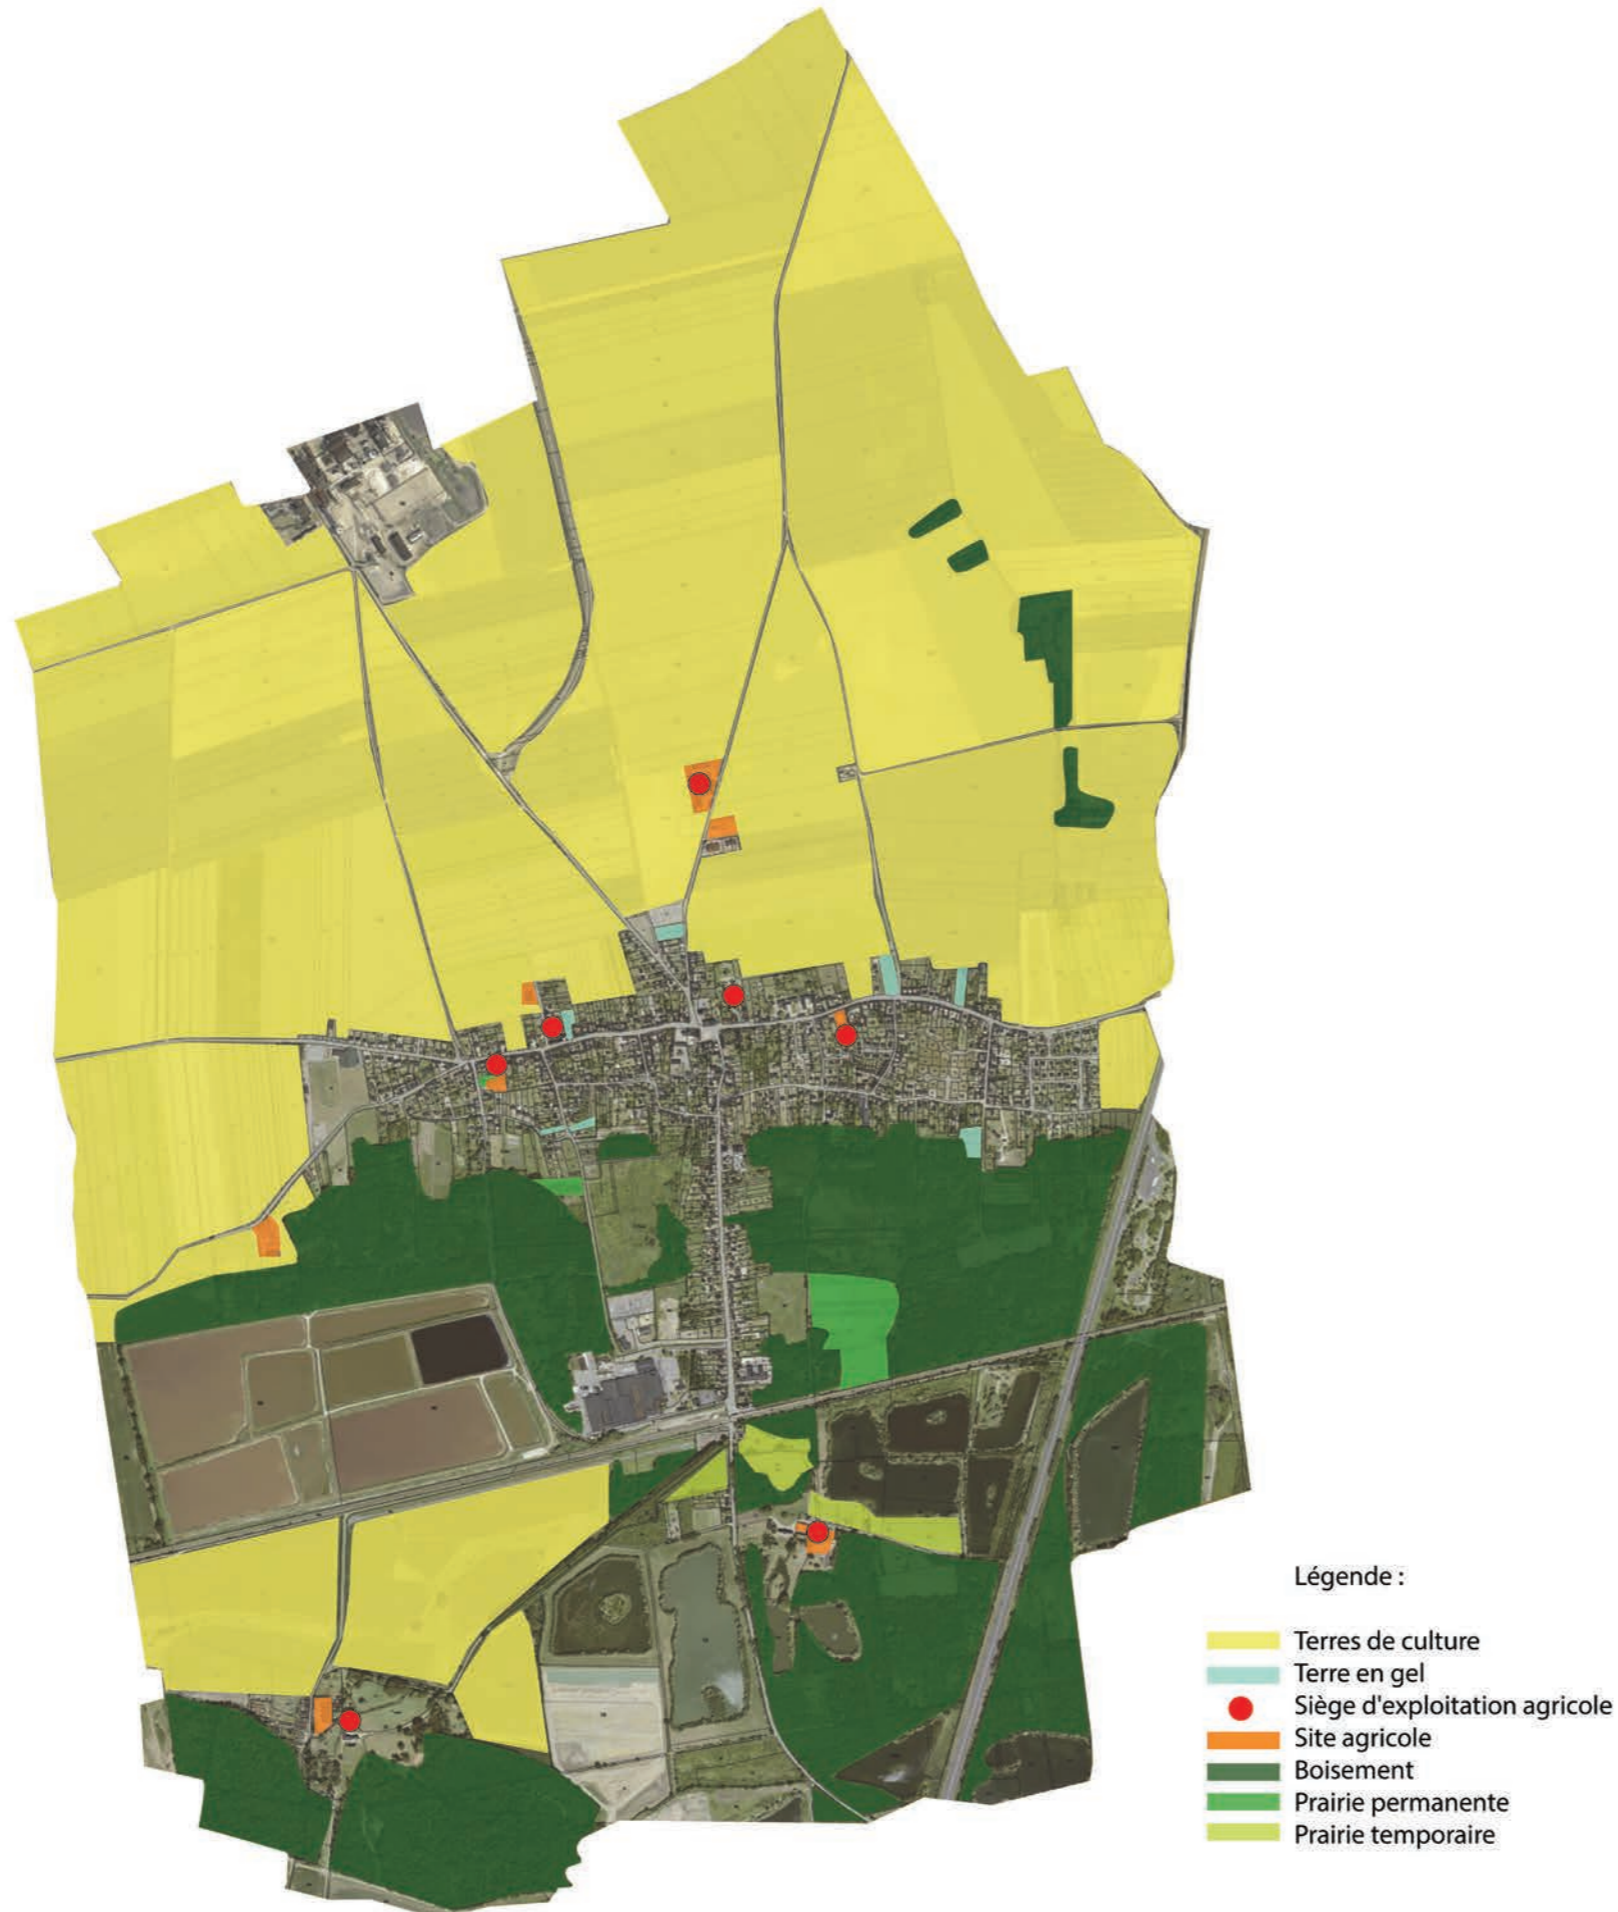 Légende :
Terres de culture
Terre en gel
Siège d'exploitation agricole
Site agricole
Boisement
Prairie permanente
Prairie temporaire